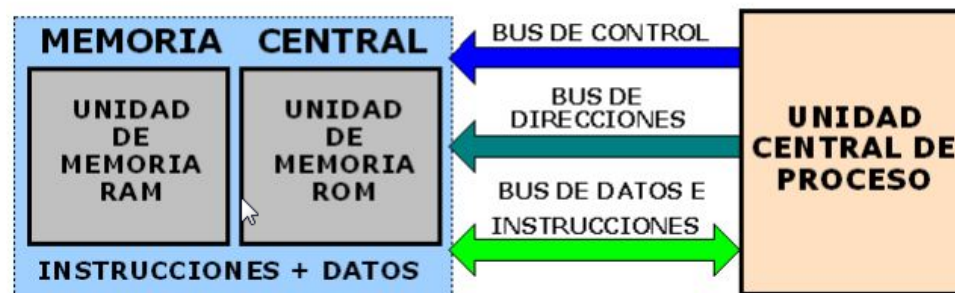 MEMORIA CENTRAL
UNIDAD
DE
MEMORIA
RAM
UNIDAD
DE
MEMORIA
ROM
INSTRUCCIONES + DATOS
BUS DE CONTROL
BUS DE
DIRECCIONES
BUS DE DATOS E
INSTRUCCIONES
UNIDAD
CENTRAL DE
PROCESO